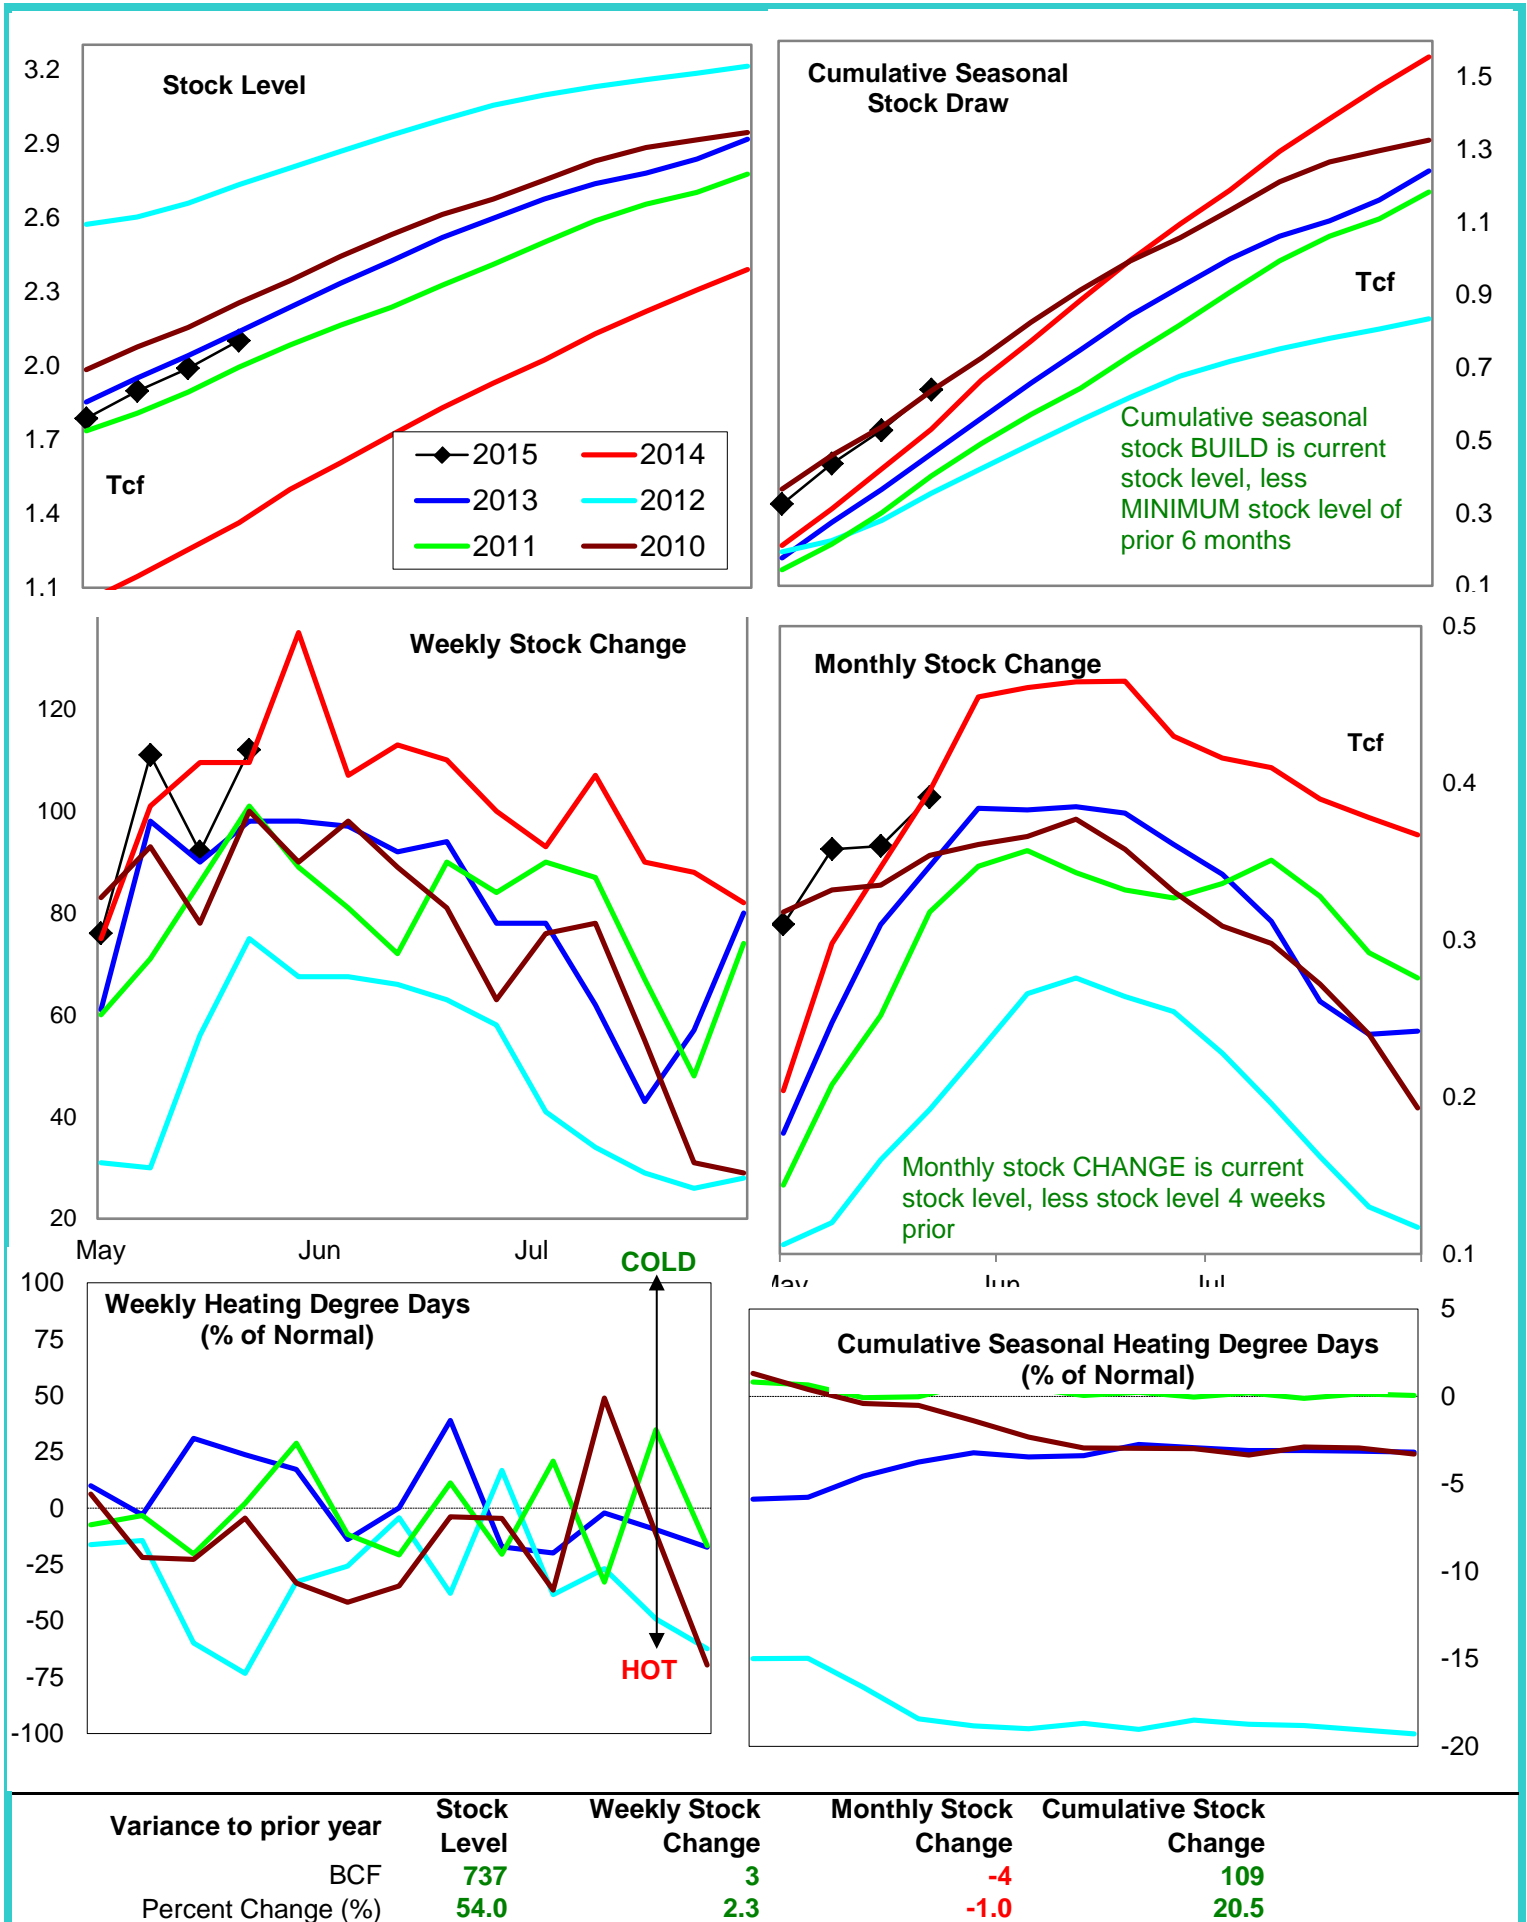 Stock Level
3.2
2.9
2.6
2.3
2.0
1.7
1.4
1.1
Tcf
2015 2014
2013 2012
2011 2010
Cumulative Seasonal
Stock Draw
1.5
1.3
1.1
0.9
0.7
0.5
0.3
0.1
Tcf
Cumulative seasonal
stock BUILD is current
stock level, less
MINIMUM stock level of
prior 6 months
Weekly Stock Change
120
100
80
60
40
20
May Jun Jul
Monthly Stock Change
0.5
0.4
0.3
0.2
0.1
Tcf
Monthly stock CHANGE is current
stock level, less stock level 4 weeks
prior
May Jun Jul
COLD
Weekly Heating Degree Days
(% of Normal)
100
75
50
25
0
-25
-50
-75
-100
HOT
Cumulative Seasonal Heating Degree Days
(% of Normal)
5
0
-5
-10
-15
-20
Variance to prior year Stock Level Weekly Stock Change Monthly Stock Change Cumulative Stock Change
BCF 737 3 -4 109
Percent Change (%) 54.0 2.3 -1.0 20.5